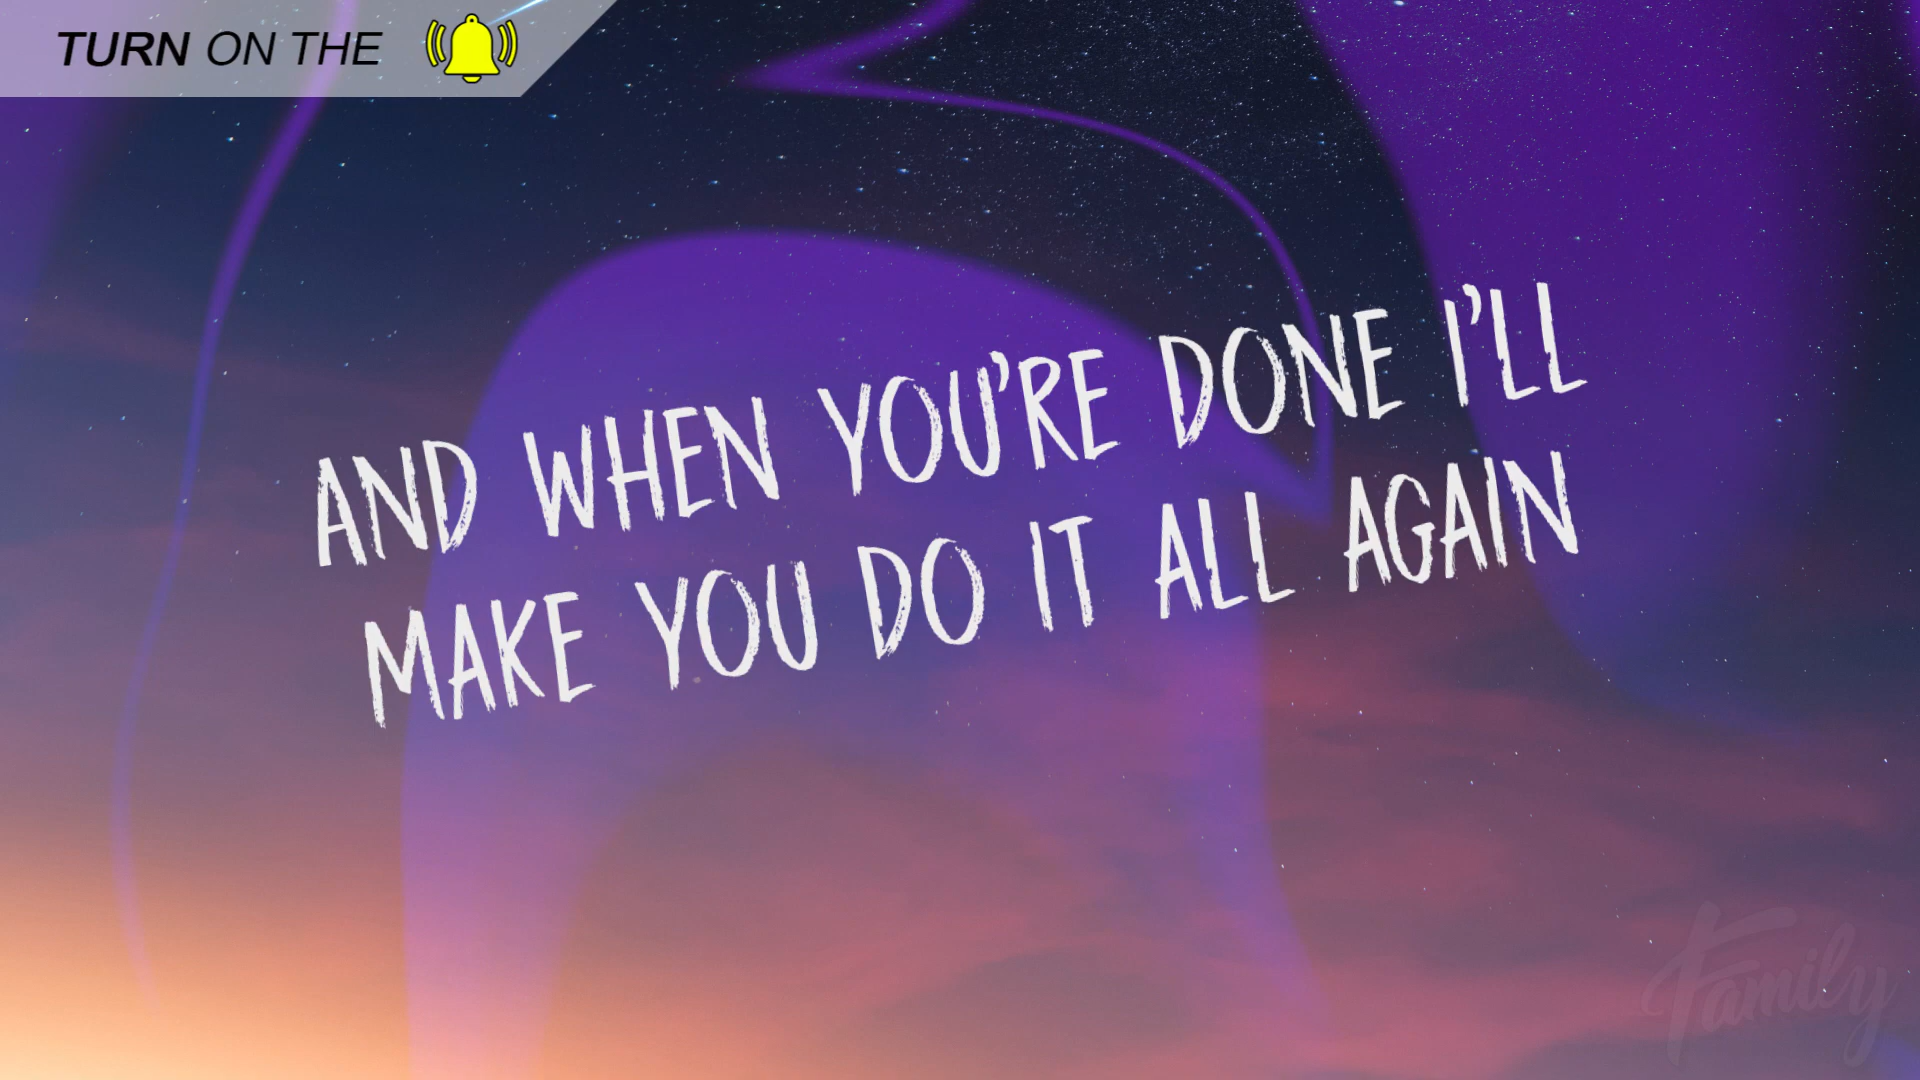 TURN ON THE
AND WHEN YOU'RE DONE I'LL
MAKE YOU DO IT ALL AGAIN
Family